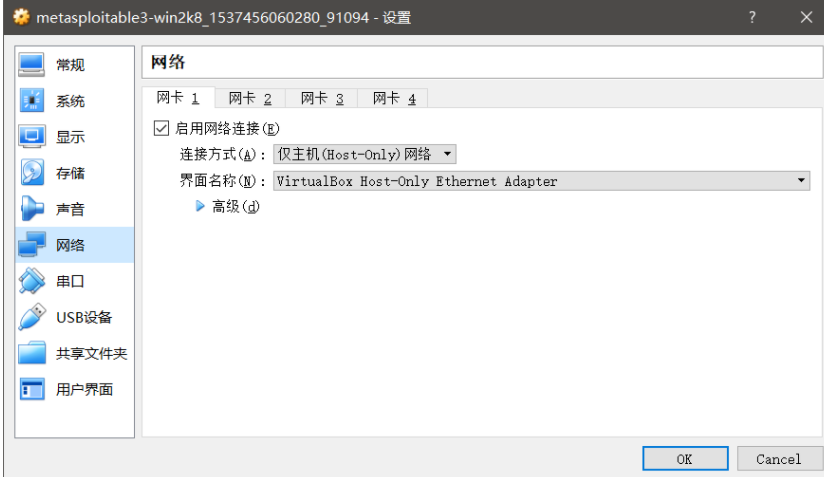 metasploitable3-win2k8_1537456060280_91094 - 设置
常规
系统
显示
存储
声音
网络
串口
USB设备
共享文件夹
用户界面
网络
网卡 1 网卡 2 网卡 3 网卡 4
启用网络连接(E)
连接方式(A): 仅主机(Host-Only)网络
界面名称(N): VirtualBox Host-Only Ethernet Adapter
高级(d)
OK Cancel